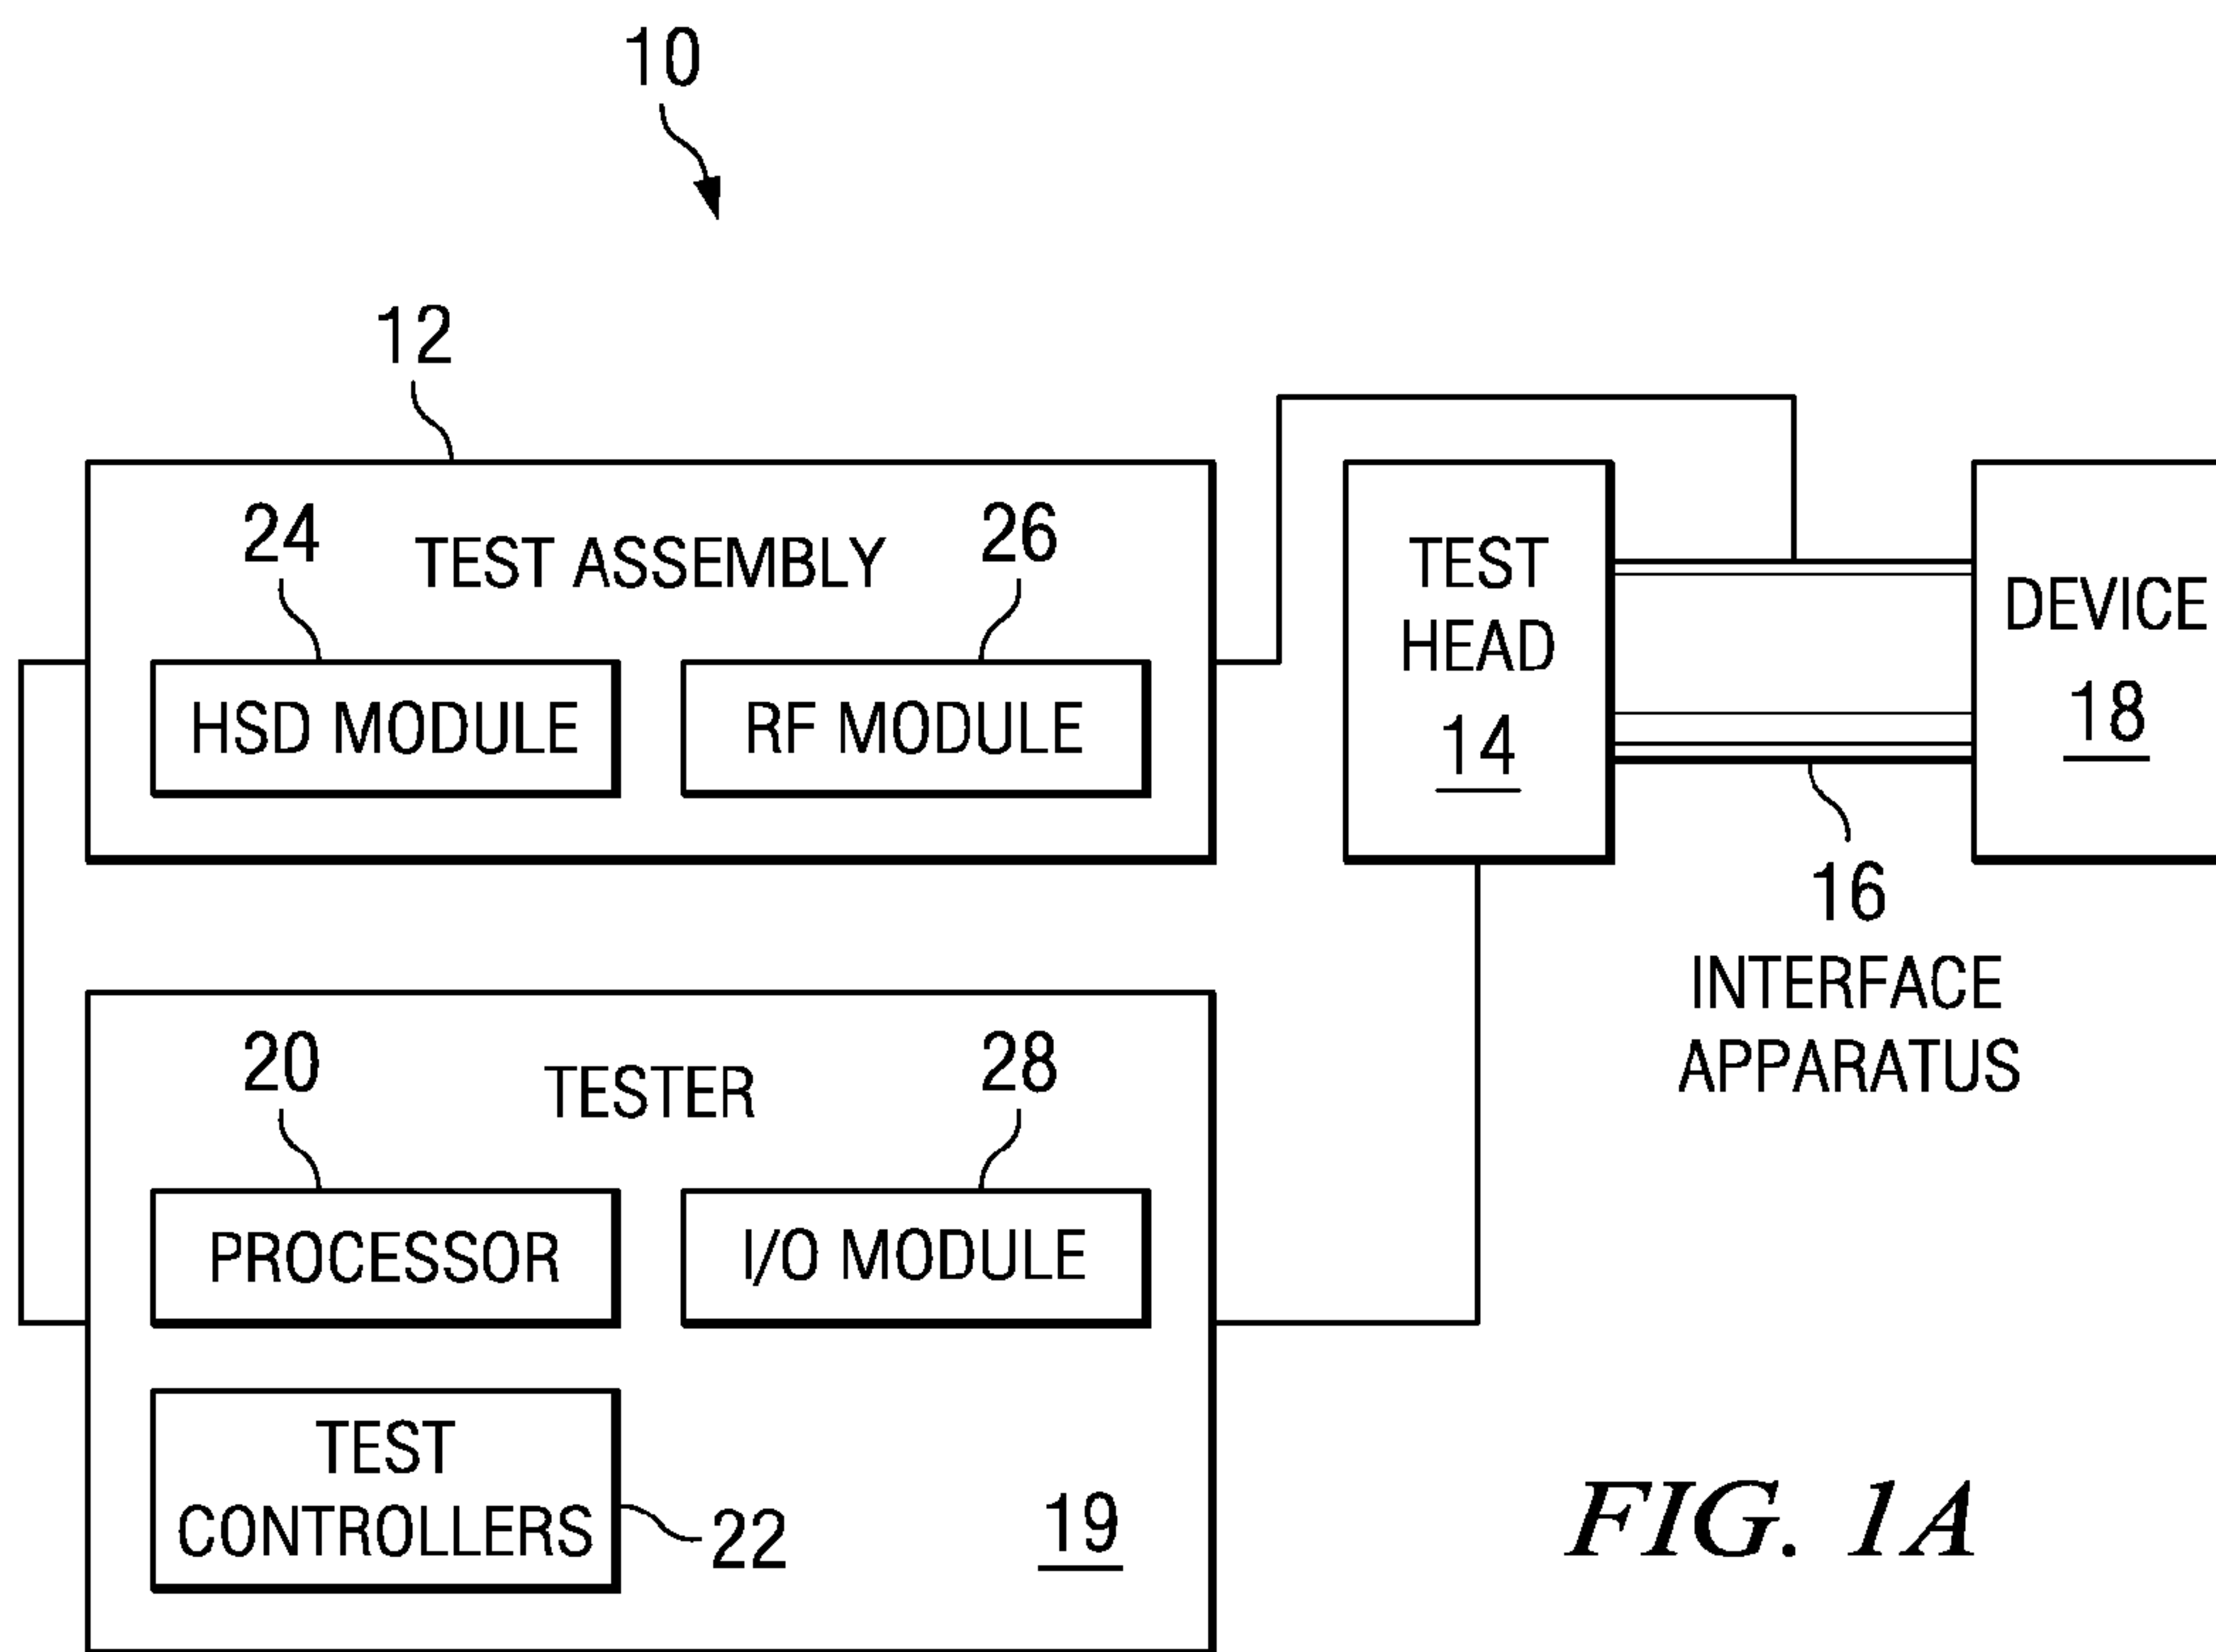 10
12
24
TEST ASSEMBLY
26
HSD MODULE
RF MODULE
TEST
HEAD
14
DEVICE
18
16
INTERFACE
APPARATUS
20
TESTER
28
PROCESSOR
I/O MODULE
TEST
CONTROLLERS
22
19
FIG. 1A